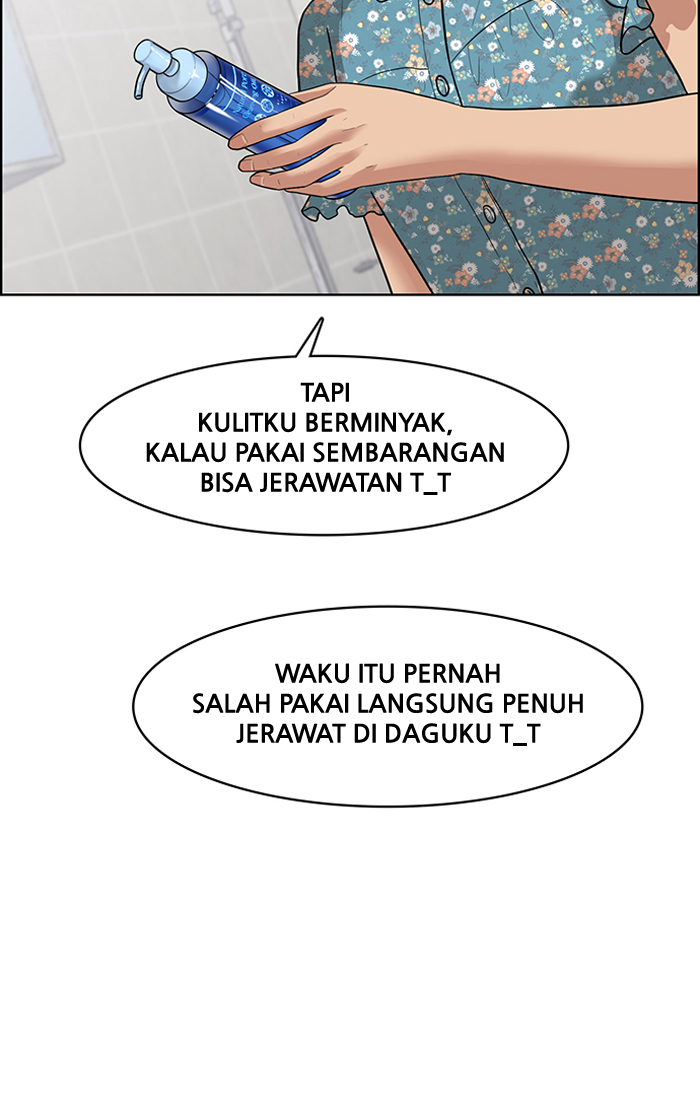 TAPI
KULITKU BERMINYAK,
KALAU PAKAI SEMBARANGAN
BISA JERAWATAN T_T
WAKU ITU PERNAH
SALAH PAKAI LANGSUNG PENUH
JERAWAT DI DAGUKU T_T